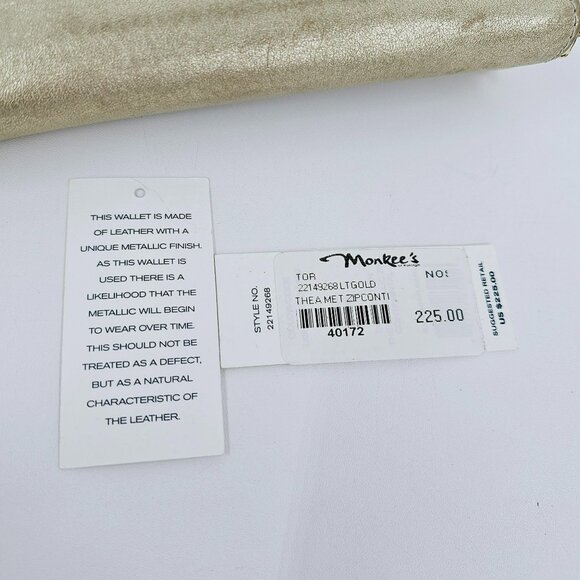 THIS WALLET IS MADE
OF LEATHER WITH A
UNIQUE METALLIC FINISH.
AS THIS WALLET IS
USED THERE IS A
LIKELIHOOD THAT THE
METALLIC WILL BEGIN
TO WEAR OVER TIME.
THIS SHOULD NOT BE
TREATED AS A DEFECT,
BUT AS A NATURAL
CHARACTERISTIC OF
THE LEATHER.
STYLE NO.
22149268
Monkee's
TOR NOS
22149268LTGOLD
THEA MET ZIPCONTI
40172
225.00
SUGGESTED RETAIL
US $225.00